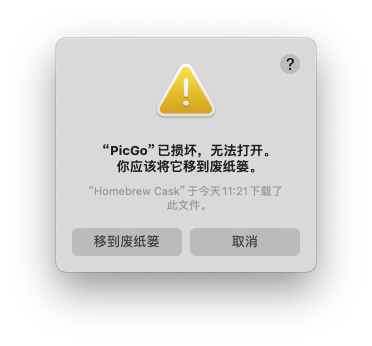 ?
“PicGo”已损坏，无法打开。
你应该将它移到废纸篓。
“Homebrew Cask”于今天11:21下载了
此文件。
移到废纸篓
取消